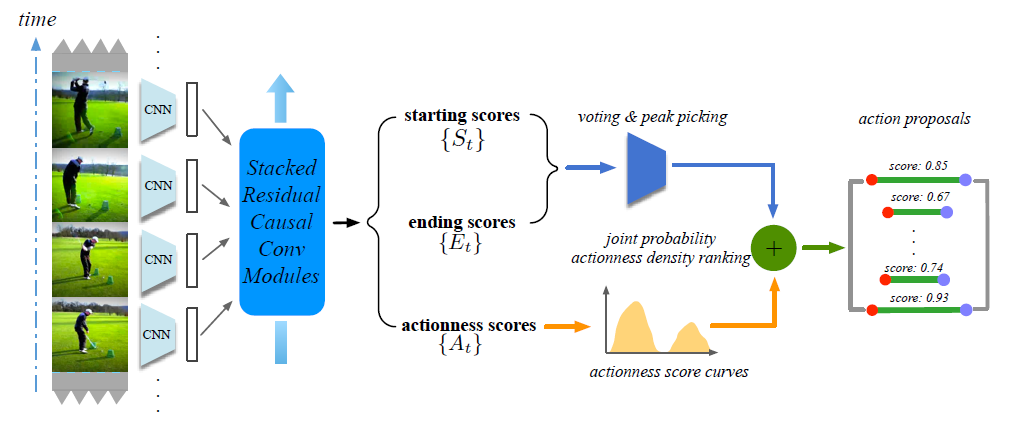 time
CNN
CNN
CNN
CNN
Stacked
Residual
Causal
Conv
Modules
starting scores
{S_t}
ending scores
{E_t}
actionness scores
{A_t}
voting & peak picking
joint probability
actionness density ranking
+
actionness score curves
action proposals
score: 0.85
score: 0.67
score: 0.74
score: 0.93